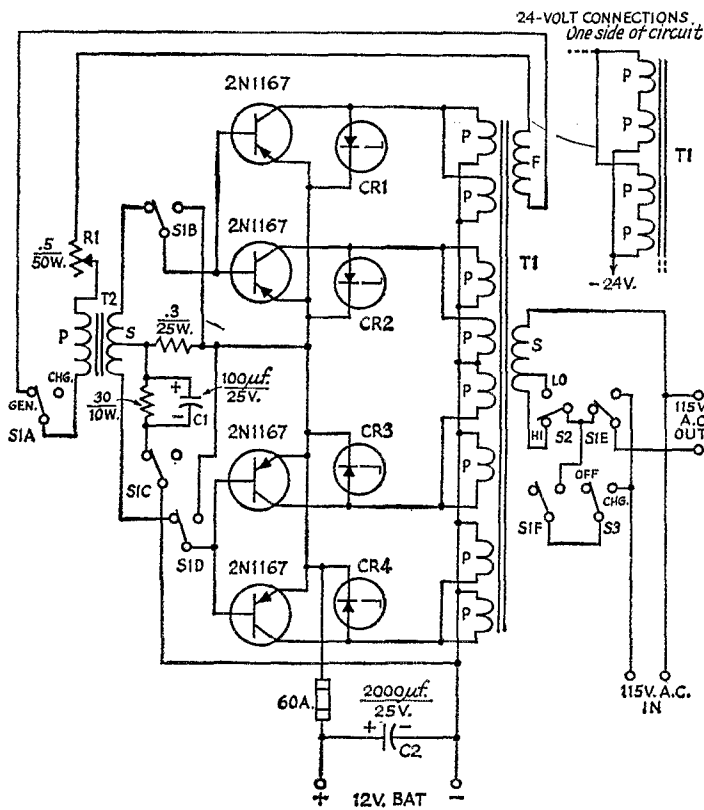 24-VOLT CONNECTIONS.
One side of circuit
2N1167
P
P
T1
P
P
-24V.
CR1
P
P
F
R1
.5
50W.
S1B
2N1167
T1
CR2
P
P
T2
P
S
.3
25W.
S
LO
HI
S2
S1E
115V.
A.C.
OUT
GEN.
CHG.
S1A
30
10W.
+
-
100µf.
25V.
C1
2N1167
CR3
P
P
OFF
CHG.
S1F
S3
S1C
S1D
2N1167
CR4
P
P
60A.
2000µf.
25V.
+ -
C2
115V. A.C.
IN
+ 12V. BAT -